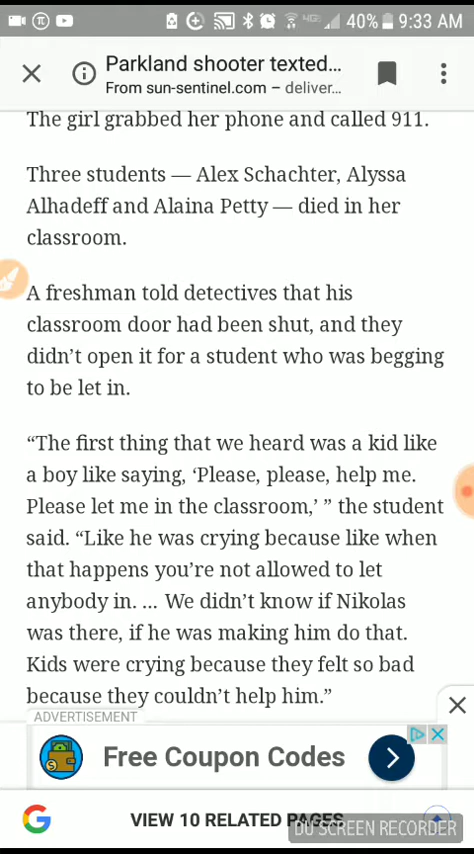 40% 9:33 AM
Parkland shooter texted...
From sun-sentinel.com – deliver...
The girl grabbed her phone and called 911.
Three students — Alex Schachter, Alyssa
Alhadeff and Alaina Petty — died in her
classroom.
A freshman told detectives that his
classroom door had been shut, and they
didn’t open it for a student who was begging
to be let in.
“The first thing that we heard was a kid like
a boy like saying, ‘Please, please, help me.
Please let me in the classroom,’ ” the student
said. “Like he was crying because like when
that happens you’re not allowed to let
anybody in. ... We didn’t know if Nikolas
was there, if he was making him do that.
Kids were crying because they felt so bad
because they couldn’t help him.”
ADVERTISEMENT
Free Coupon Codes
VIEW 10 RELATED PAGES
DU SCREEN RECORDER